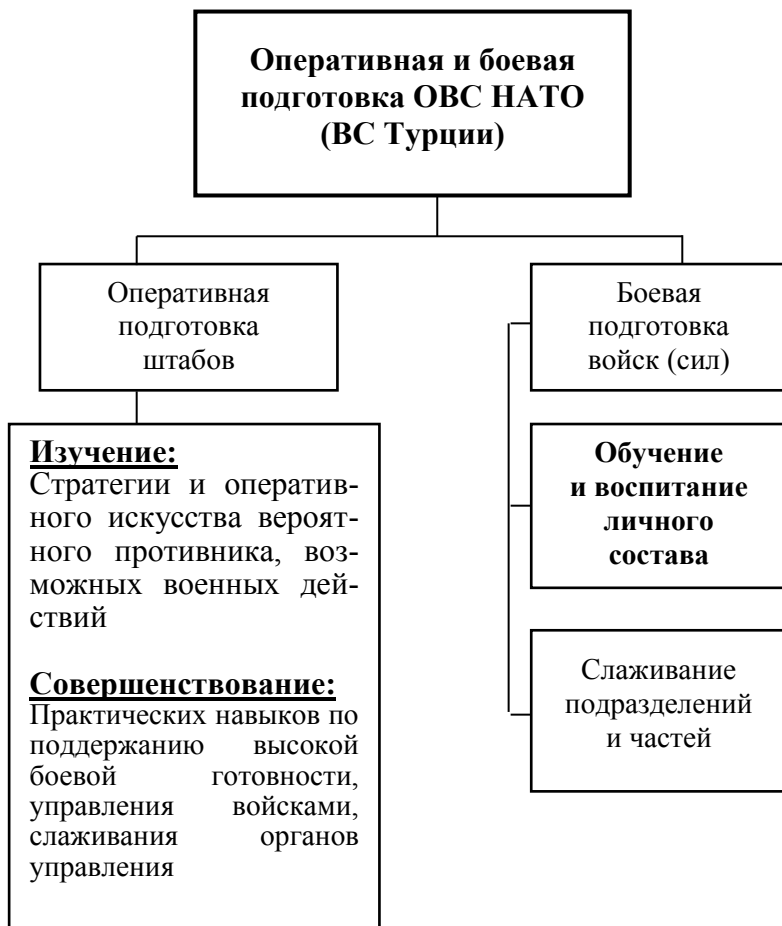 Оперативная и боевая
подготовка ОВС НАТО
(ВС Турции)
Оперативная
подготовка
штабов
Изучение:
Стратегии и оператив-
ного искусства вероят-
ного противника, воз-
можных военных дей-
ствий
Совершенствование:
Практических навыков по
поддержанию высокой
боевой готовности,
управления войсками,
слаживания органов
управления
Боевая
подготовка
войск (сил)
Обучение
и воспитание
личного
состава
Слаживание
подразделений
и частей